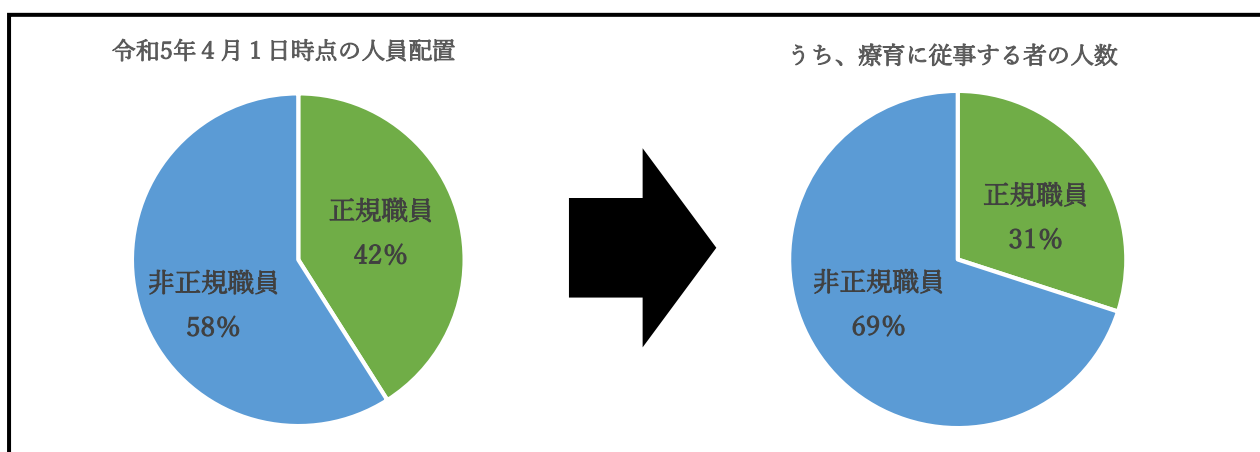 令和5年４月１日時点の人員配置
正規職員
42%
非正規職員
58%
うち、療育に従事する者の人数
正規職員
31%
非正規職員
69%